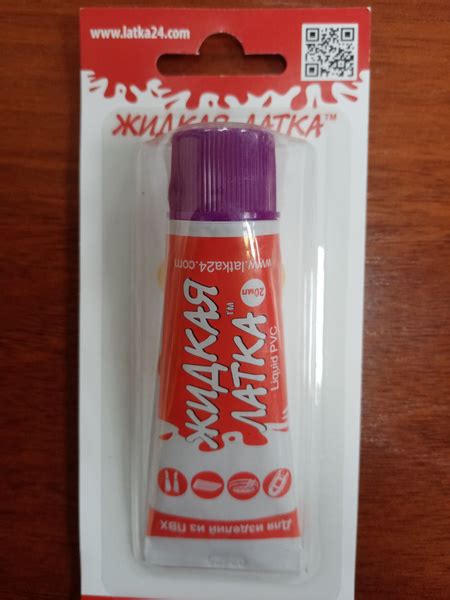 www.latka24.com
ЖИДКАЯ ЛАТКА™
www.latka24.com
ЖИДКАЯ
ЛАТКА™
20мл
Liquid PVC
Для изделий из ПВХ